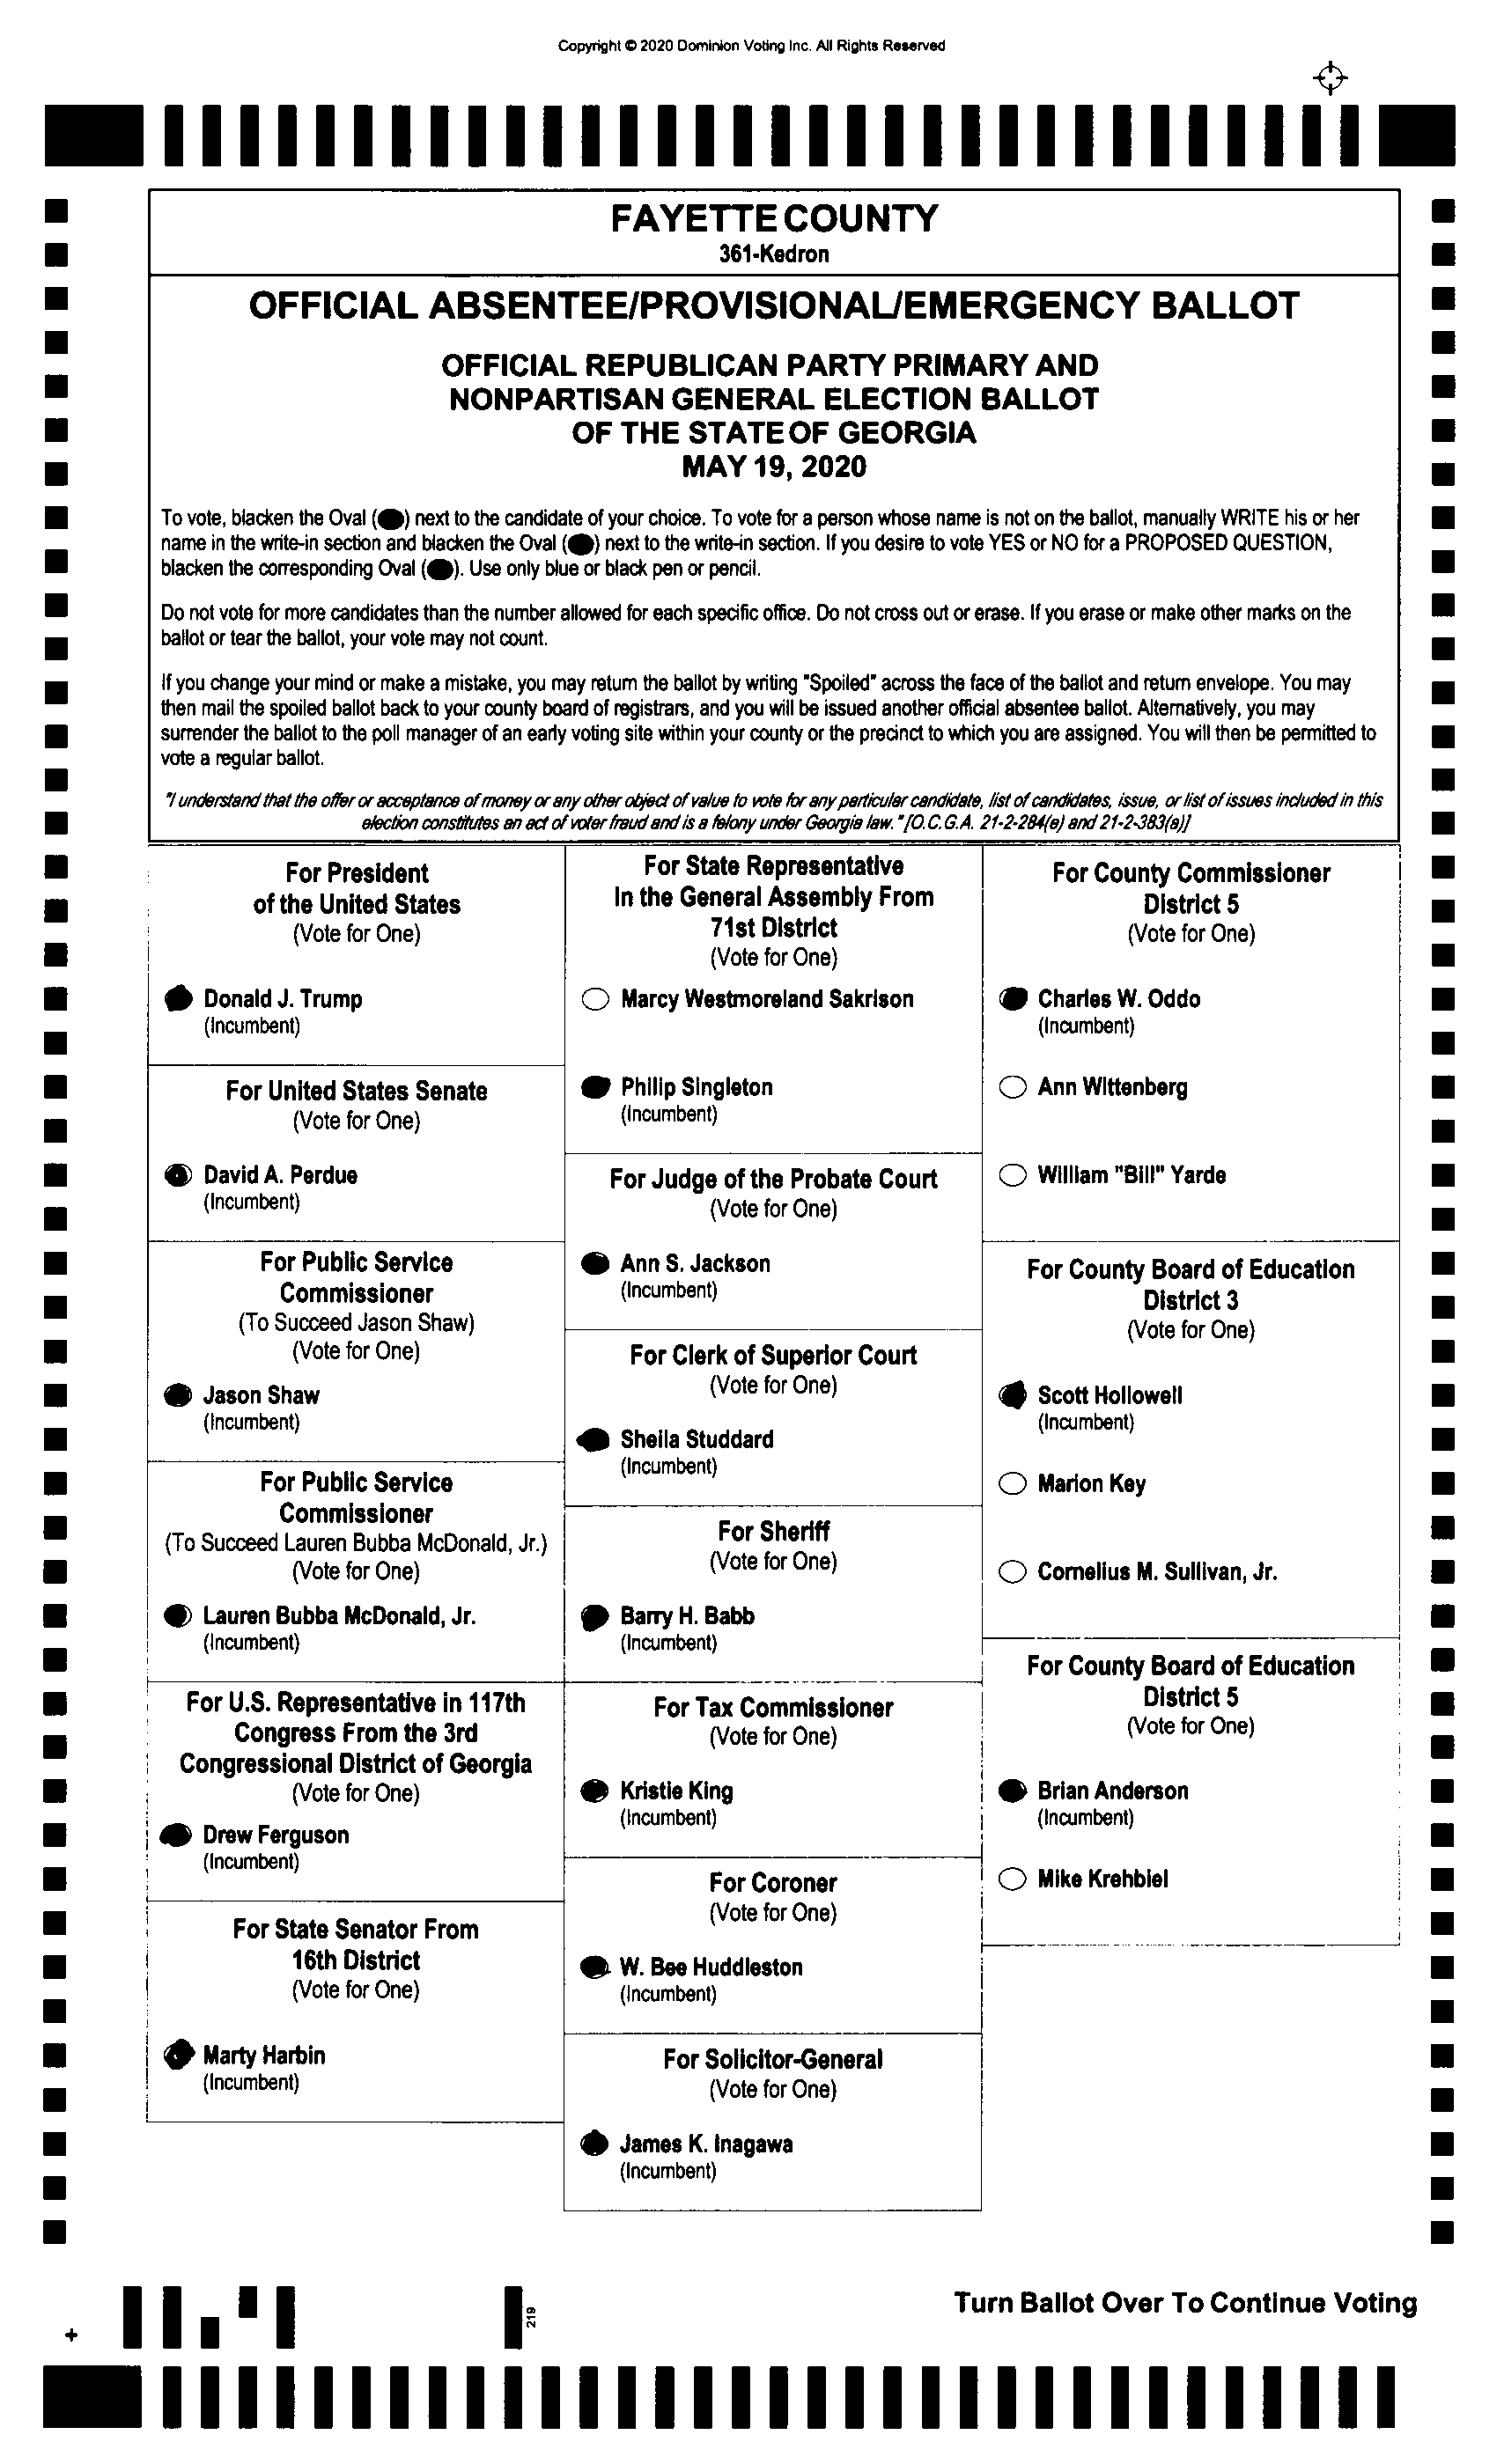 Copyright © 2020 Dominion Voting Inc. All Rights Reserved
FAYETTE COUNTY
361-Kedron
OFFICIAL ABSENTEE/PROVISIONAL/EMERGENCY BALLOT
OFFICIAL REPUBLICAN PARTY PRIMARY AND
NONPARTISAN GENERAL ELECTION BALLOT
OF THE STATE OF GEORGIA
MAY 19, 2020
To vote, blacken the Oval ( ) next to the candidate of your choice. To vote for a person whose name is not on the ballot, manually WRITE his or her
name in the write-in section and blacken the Oval ( ) next to the write-in section. If you desire to vote YES or NO for a PROPOSED QUESTION,
blacken the corresponding Oval ( ). Use only blue or black pen or pencil.
Do not vote for more candidates than the number allowed for each specific office. Do not cross out or erase. If you erase or make other marks on the
ballot or tear the ballot, your vote may not count.
If you change your mind or make a mistake, you may return the ballot by writing "Spoiled" across the face of the ballot and return envelope. You may
then mail the spoiled ballot back to your county board of registrars, and you will be issued another official absentee ballot. Alternatively, you may
surrender the ballot to the poll manager of an early voting site within your county or the precinct to which you are assigned. You will then be permitted to
vote a regular ballot.
"I understand that the offer or acceptance of money or any other object of value to vote for any particular candidate, list of candidates, issue, or list of issues included in this
election constitutes an act of voter fraud and is a felony under Georgia law." [O.C.G.A. 21-2-284(e) and 21-2-383(a)]
For President
of the United States
(Vote for One)
Donald J. Trump
(Incumbent)
For United States Senate
(Vote for One)
David A. Perdue
(Incumbent)
For Public Service
Commissioner
(To Succeed Jason Shaw)
(Vote for One)
Jason Shaw
(Incumbent)
For Public Service
Commissioner
(To Succeed Lauren Bubba McDonald, Jr.)
(Vote for One)
Lauren Bubba McDonald, Jr.
(Incumbent)
For U.S. Representative in 117th
Congress From the 3rd
Congressional District of Georgia
(Vote for One)
Drew Ferguson
(Incumbent)
For State Senator From
16th District
(Vote for One)
Marty Harbin
(Incumbent)
For State Representative
In the General Assembly From
71st District
(Vote for One)
Marcy Westmoreland Sakrison
Philip Singleton
(Incumbent)
For Judge of the Probate Court
(Vote for One)
Ann S. Jackson
(Incumbent)
For Clerk of Superior Court
(Vote for One)
Sheila Studdard
(Incumbent)
For Sheriff
(Vote for One)
Barry H. Babb
(Incumbent)
For Tax Commissioner
(Vote for One)
Kristie King
(Incumbent)
For Coroner
(Vote for One)
W. Bee Huddleston
(Incumbent)
For Solicitor-General
(Vote for One)
James K. Inagawa
(Incumbent)
For County Commissioner
District 5
(Vote for One)
Charles W. Oddo
(Incumbent)
Ann Wittenberg
William "Bill" Yarde
For County Board of Education
District 3
(Vote for One)
Scott Hollowell
(Incumbent)
Marion Key
Cornelius M. Sullivan, Jr.
For County Board of Education
District 5
(Vote for One)
Brian Anderson
(Incumbent)
Mike Krehbiel
219
Turn Ballot Over To Continue Voting